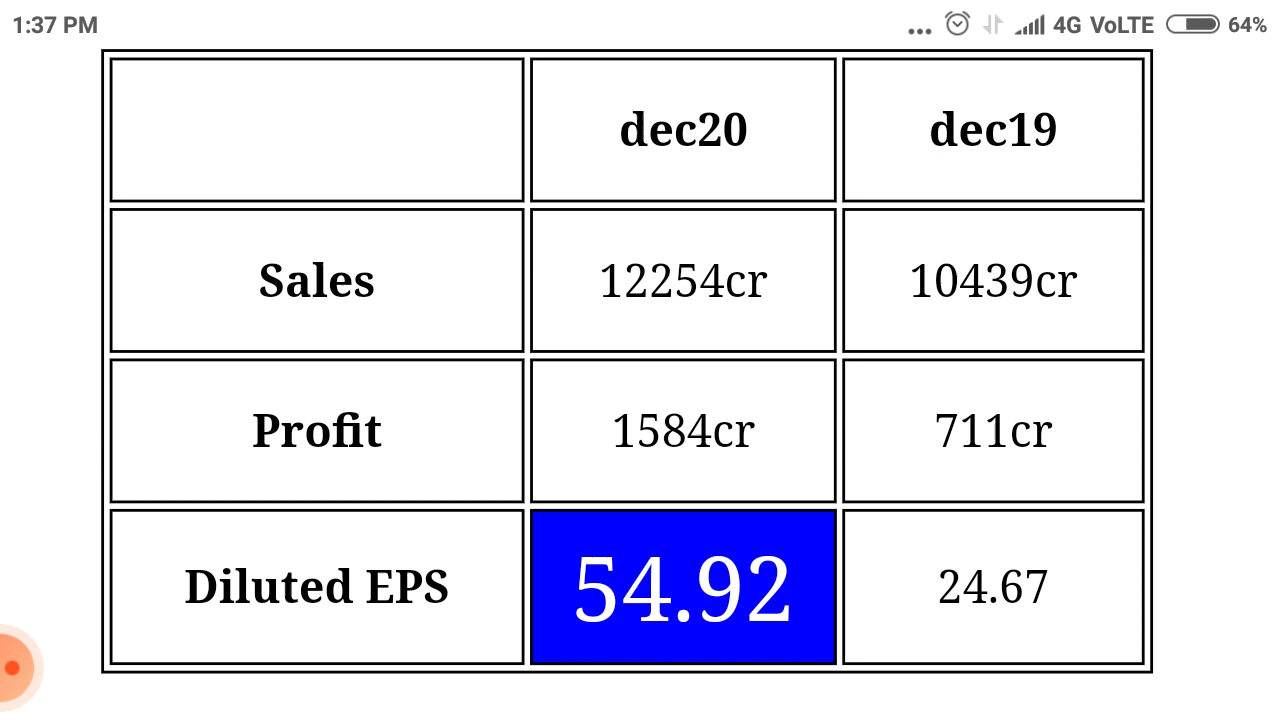 1:37 PM ... 4G VoLTE 64%
dec20 dec19
Sales 12254cr 10439cr
Profit 1584cr 711cr
Diluted EPS 54.92 24.67